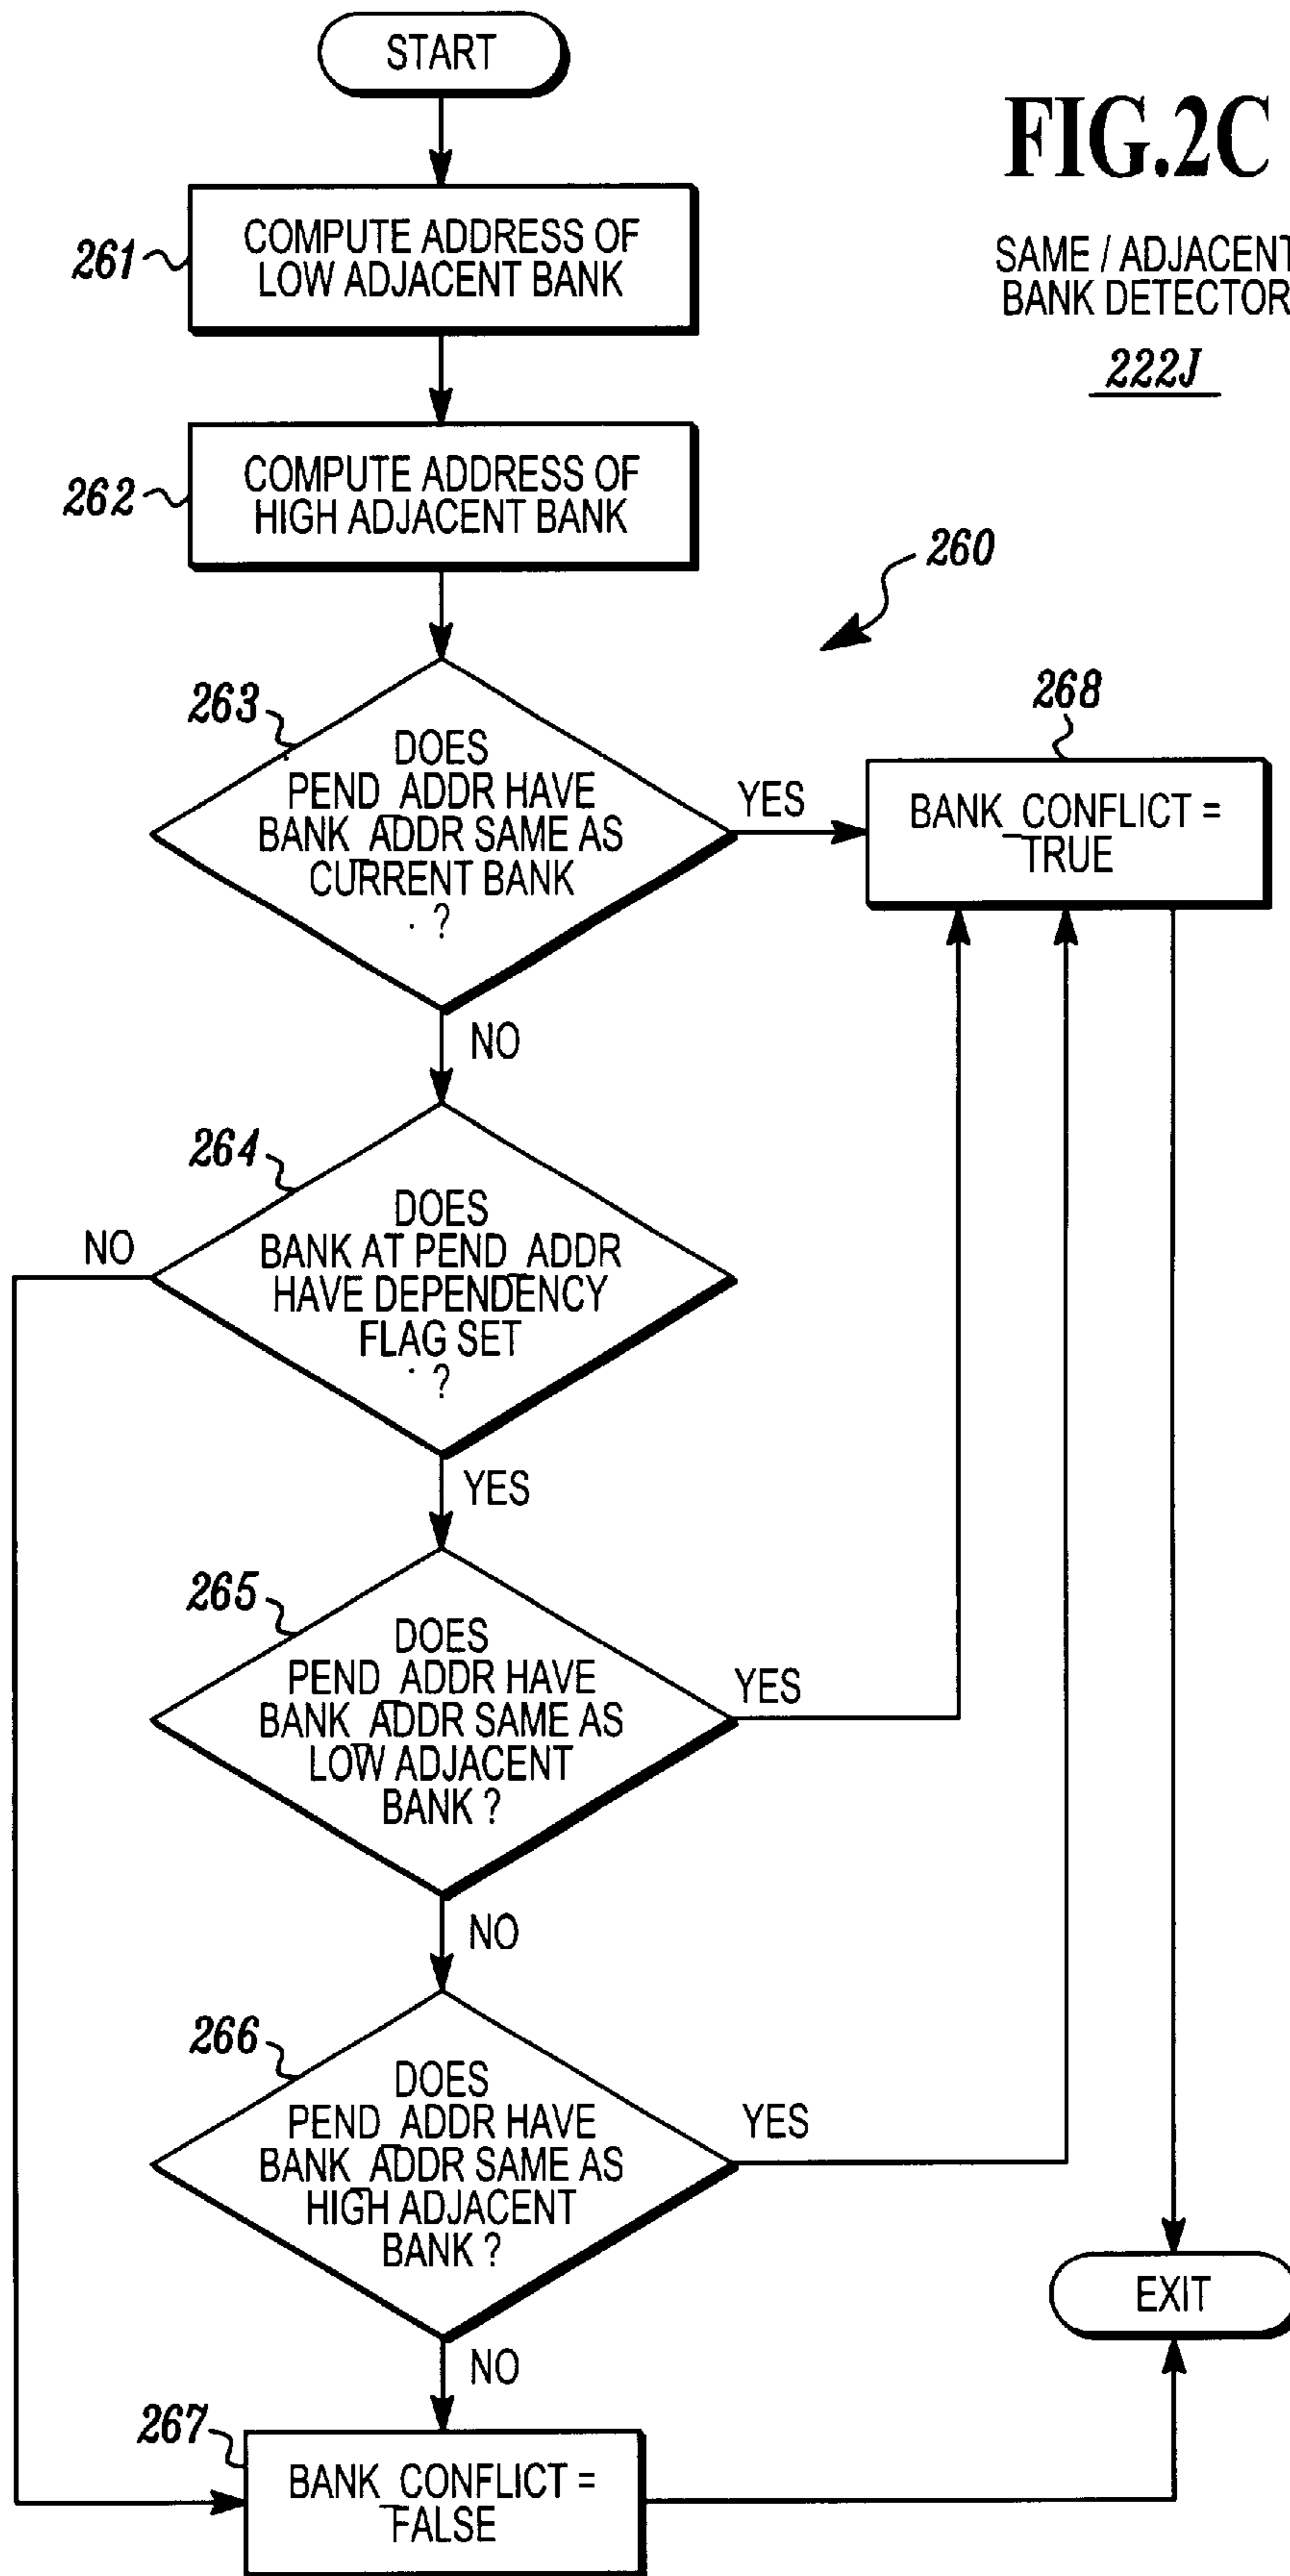 START
FIG.2C
SAME / ADJACENT
BANK DETECTOR
222J
261
COMPUTE ADDRESS OF
LOW ADJACENT BANK
262
COMPUTE ADDRESS OF
HIGH ADJACENT BANK
260
263
DOES
PEND_ADDR HAVE
BANK_ADDR SAME AS
CURRENT BANK
?
YES
268
BANK_CONFLICT =
TRUE
NO
264
DOES
BANK AT PEND_ADDR
HAVE DEPENDENCY
FLAG SET
?
NO
YES
265
DOES
PEND_ADDR HAVE
BANK_ADDR SAME AS
LOW ADJACENT
BANK ?
YES
NO
266
DOES
PEND_ADDR HAVE
BANK_ADDR SAME AS
HIGH ADJACENT
BANK ?
YES
EXIT
NO
267
BANK_CONFLICT =
FALSE